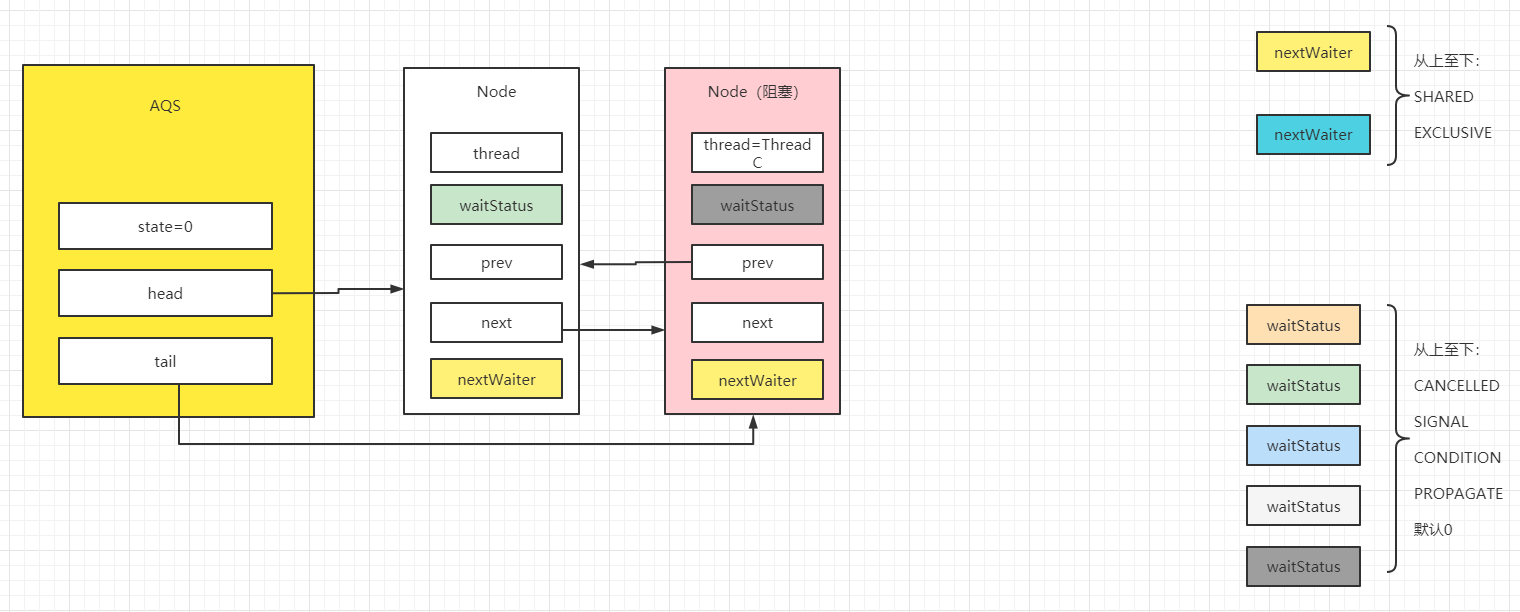 AQS
state=0
head
tail
Node
thread
waitStatus
prev
next
nextWaiter
Node（阻塞）
thread=Thread
C
waitStatus
prev
next
nextWaiter
nextWaiter
nextWaiter
从上至下：
SHARED
EXCLUSIVE
waitStatus
waitStatus
waitStatus
waitStatus
waitStatus
从上至下：
CANCELLED
SIGNAL
CONDITION
PROPAGATE
默认0